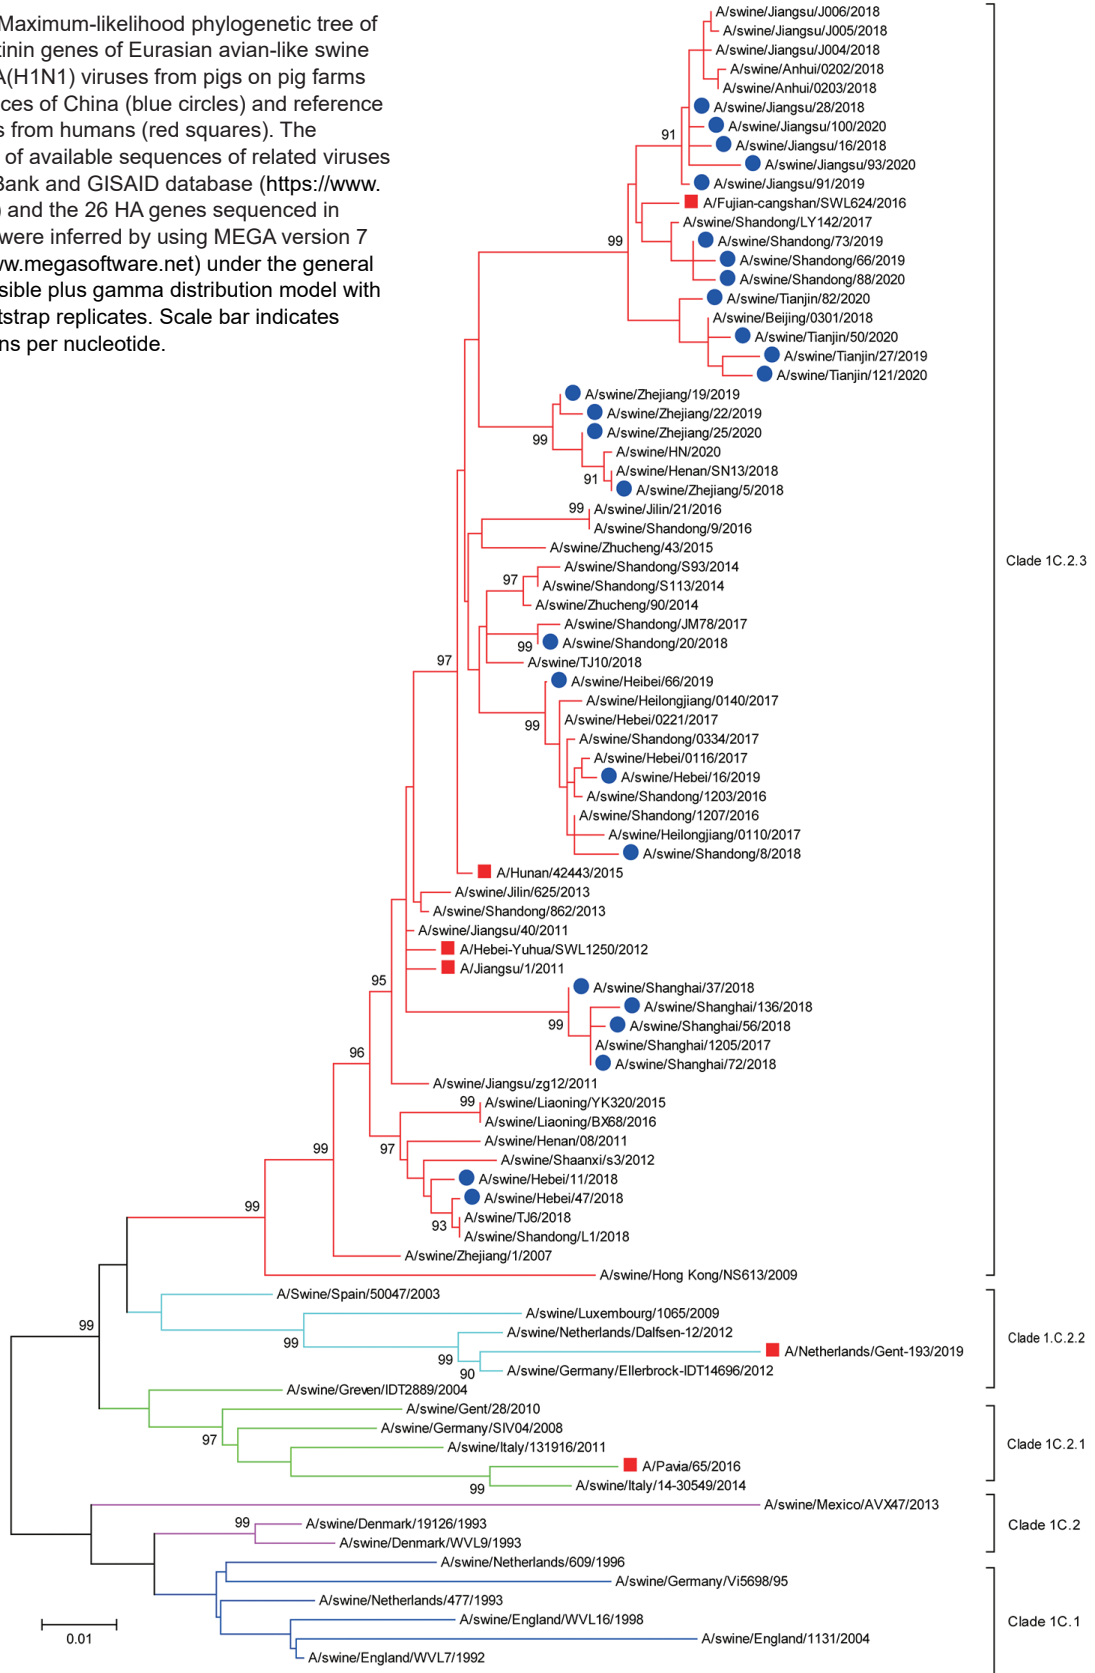 Maximum-likelihood phylogenetic tree of
tinin genes of Eurasian avian-like swine
A(H1N1) viruses from pigs on pig farms
ces of China (blue circles) and reference
s from humans (red squares). The
of available sequences of related viruses
Bank and GISAID database (https://www.
) and the 26 HA genes sequenced in
were inferred by using MEGA version 7
ww.megasoftware.net) under the general
sible plus gamma distribution model with
tstrap replicates. Scale bar indicates
ns per nucleotide.
A/swine/Jiangsu/J006/2018
A/swine/Jiangsu/J005/2018
A/swine/Jiangsu/J004/2018
A/swine/Anhui/0202/2018
A/swine/Anhui/0203/2018
A/swine/Jiangsu/28/2018
A/swine/Jiangsu/100/2020
91
A/swine/Jiangsu/16/2018
A/swine/Jiangsu/93/2020
A/swine/Jiangsu/91/2019
A/Fujian-cangshan/SWL624/2016
A/swine/Shandong/LY142/2017
99
A/swine/Shandong/73/2019
A/swine/Shandong/66/2019
A/swine/Shandong/88/2020
A/swine/Tianjin/82/2020
A/swine/Beijing/0301/2018
A/swine/Tianjin/50/2020
A/swine/Tianjin/27/2019
A/swine/Tianjin/121/2020
A/swine/Zhejiang/19/2019
A/swine/Zhejiang/22/2019
A/swine/Zhejiang/25/2020
99
A/swine/HN/2020
A/swine/Henan/SN13/2018
91
A/swine/Zhejiang/5/2018
99
A/swine/Jilin/21/2016
A/swine/Shandong/9/2016
A/swine/Zhucheng/43/2015
Clade 1C.2.3
A/swine/Shandong/S93/2014
97
A/swine/Shandong/S113/2014
A/swine/Zhucheng/90/2014
A/swine/Shandong/JM78/2017
99
A/swine/Shandong/20/2018
97
A/swine/TJ10/2018
A/swine/Heibei/66/2019
A/swine/Heilongjiang/0140/2017
99
A/swine/Hebei/0221/2017
A/swine/Shandong/0334/2017
A/swine/Hebei/0116/2017
A/swine/Hebei/16/2019
A/swine/Shandong/1203/2016
A/swine/Shandong/1207/2016
A/swine/Heilongjiang/0110/2017
A/swine/Shandong/8/2018
A/Hunan/42443/2015
A/swine/Jilin/625/2013
A/swine/Shandong/862/2013
A/swine/Jiangsu/40/2011
A/Hebei-Yuhua/SWL1250/2012
A/Jiangsu/1/2011
95
A/swine/Shanghai/37/2018
A/swine/Shanghai/136/2018
99
A/swine/Shanghai/56/2018
A/swine/Shanghai/1205/2017
96
A/swine/Shanghai/72/2018
A/swine/Jiangsu/zg12/2011
99
A/swine/Liaoning/YK320/2015
A/swine/Liaoning/BX68/2016
99
97
A/swine/Henan/08/2011
A/swine/Shaanxi/s3/2012
A/swine/Hebei/11/2018
A/swine/Hebei/47/2018
99
93
A/swine/TJ6/2018
A/swine/Shandong/L1/2018
A/swine/Zhejiang/1/2007
A/swine/Hong Kong/NS613/2009
A/Swine/Spain/50047/2003
99
A/swine/Luxembourg/1065/2009
A/swine/Netherlands/Dalfsen-12/2012
Clade 1.C.2.2
99
99
A/Netherlands/Gent-193/2019
90
A/swine/Germany/Ellerbrock-IDT14696/2012
A/swine/Greven/IDT2889/2004
A/swine/Gent/28/2010
A/swine/Germany/SIV04/2008
97
A/swine/Italy/131916/2011
Clade 1C.2.1
A/Pavia/65/2016
99
A/swine/Italy/14-30549/2014
A/swine/Mexico/AVX47/2013
99
A/swine/Denmark/19126/1993
Clade 1C.2
A/swine/Denmark/WVL9/1993
A/swine/Netherlands/609/1996
A/swine/Germany/Vi5698/95
A/swine/Netherlands/477/1993
A/swine/England/WVL16/1998
Clade 1C.1
A/swine/England/1131/2004
0.01
A/swine/England/WVL7/1992